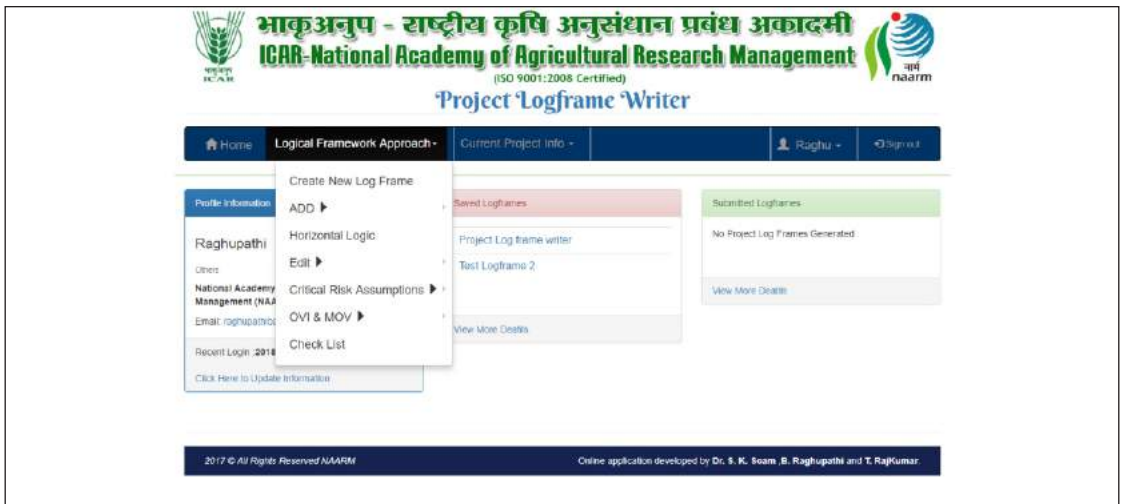 भाकृअनुप - राष्ट्रीय कृषि अनुसंधान प्रबंध अकादमी
ICAR-National Academy of Agricultural Research Management
(ISO 9001:2008 Certified)
Project Logframe Writer
भाकृअनुप
ICAR
नार्म
naarm
Home
Logical Framework Approach
Current Project Info
Raghu
Sign out
Create New Log Frame
ADD
Horizontal Logic
Edit
Critical Risk Assumptions
OVI & MOV
Check List
Profile Information
Raghupathi
Others
National Academy
Management (NAA
Email:
Recent Login :2018
Click Here to Update Information
Saved Logframes
Project Log frame writer
Test Logframe 2
View More Deatils
Submitted Logframes
No Project Log Frames Generated
View More Deatils
2017 © All Rights Reserved NAARM
Online application developed by Dr. S. K. Soam ,B. Raghupathi and T. RajKumar.